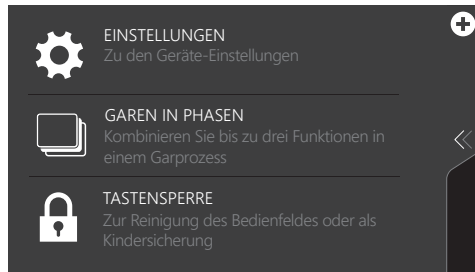 EINSTELLUNGEN
Zu den Geräte-Einstellungen
GAREN IN PHASEN
Kombinieren Sie bis zu drei Funktionen in
einem Garprozess
TASTENSPERRE
Zur Reinigung des Bedienfeldes oder als
Kindersicherung